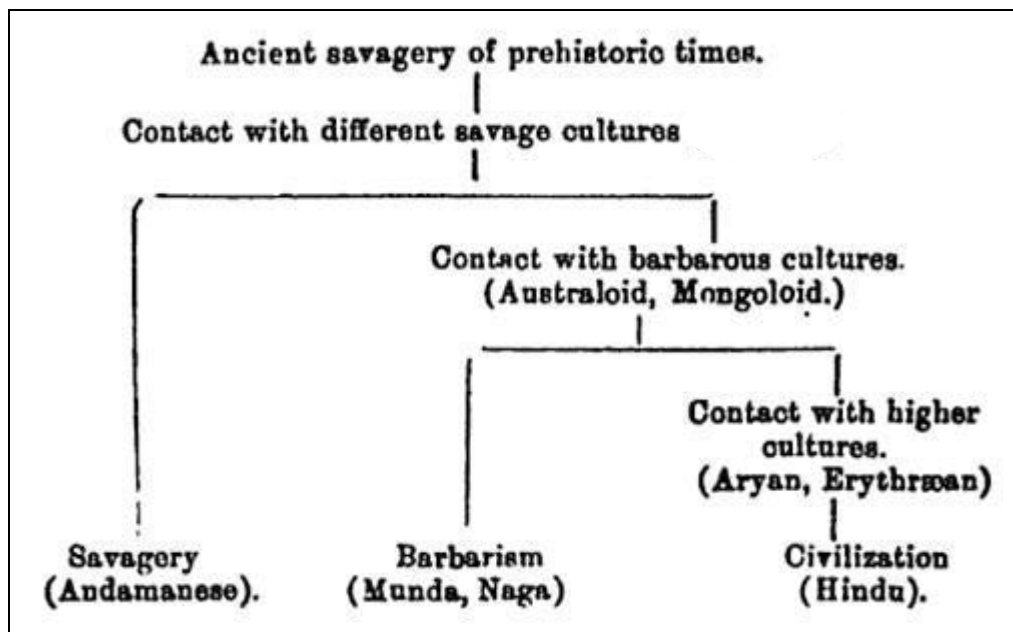 Ancient savagery of prehistoric times.
Contact with different savage cultures
Contact with barbarous cultures.
(Australoid, Mongoloid.)
Contact with higher
cultures.
(Aryan, Erythræan)
Savagery
(Andamanese).
Barbarism
(Munda, Naga)
Civilization
(Hindu).